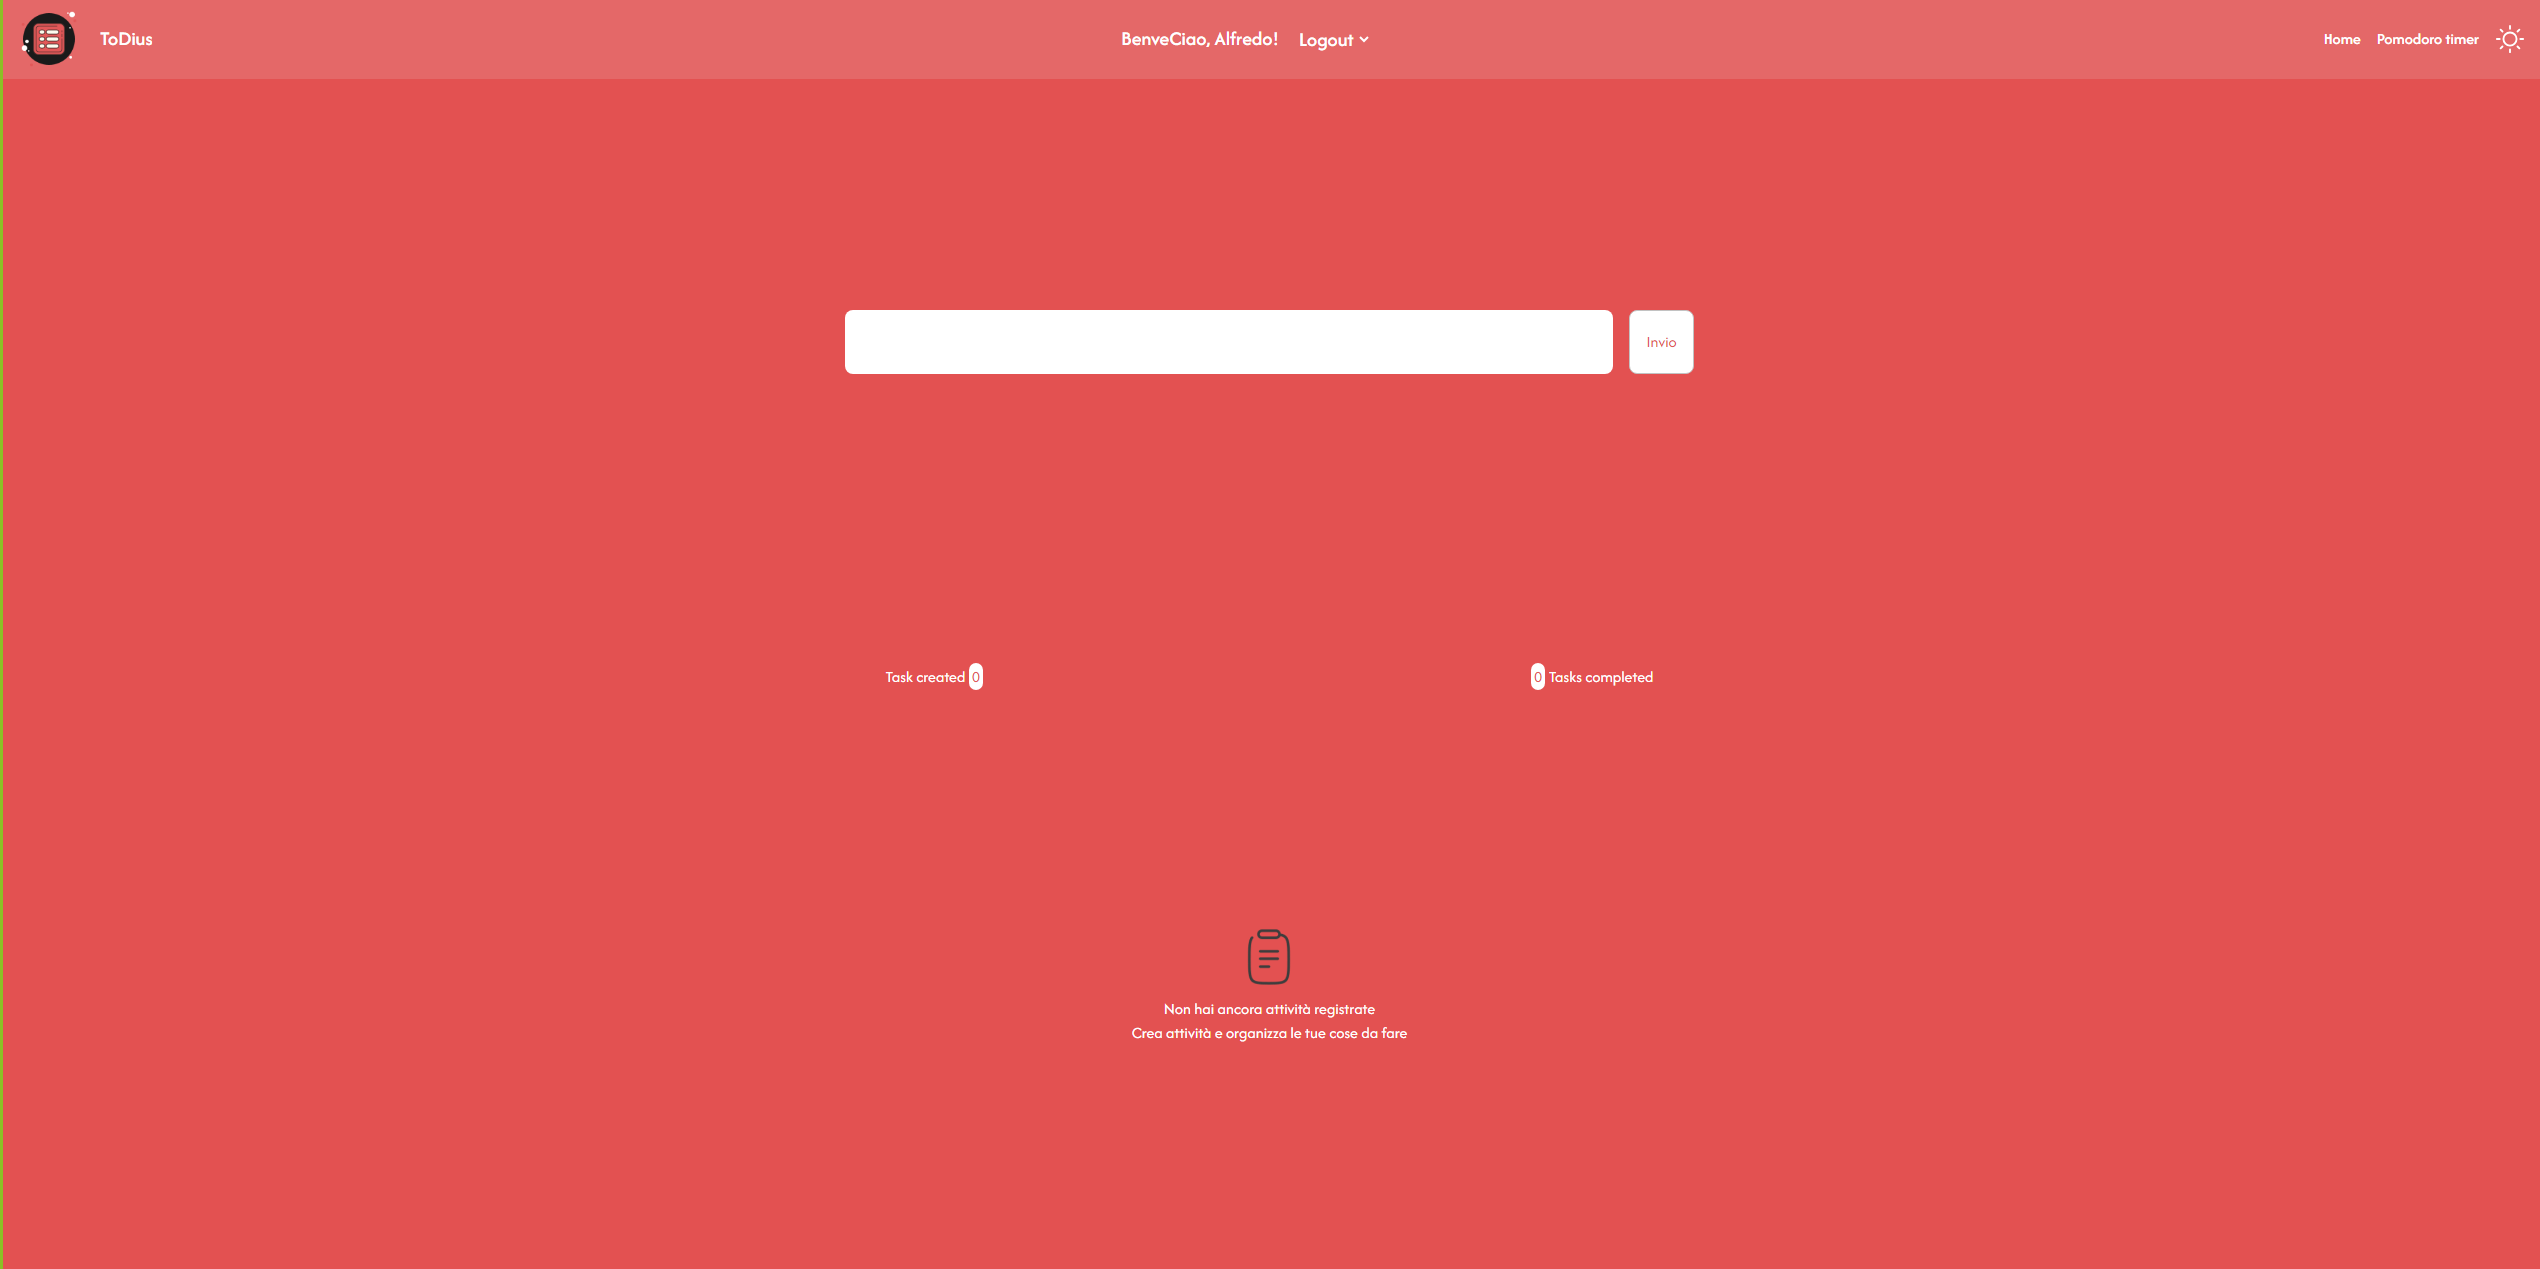 ToDius
BenveCiao, Alfredo!
Logout
Home
Pomodoro timer
Invio
Task created 0
0 Tasks completed
Non hai ancora attività registrate
Crea attività e organizza le tue cose da fare